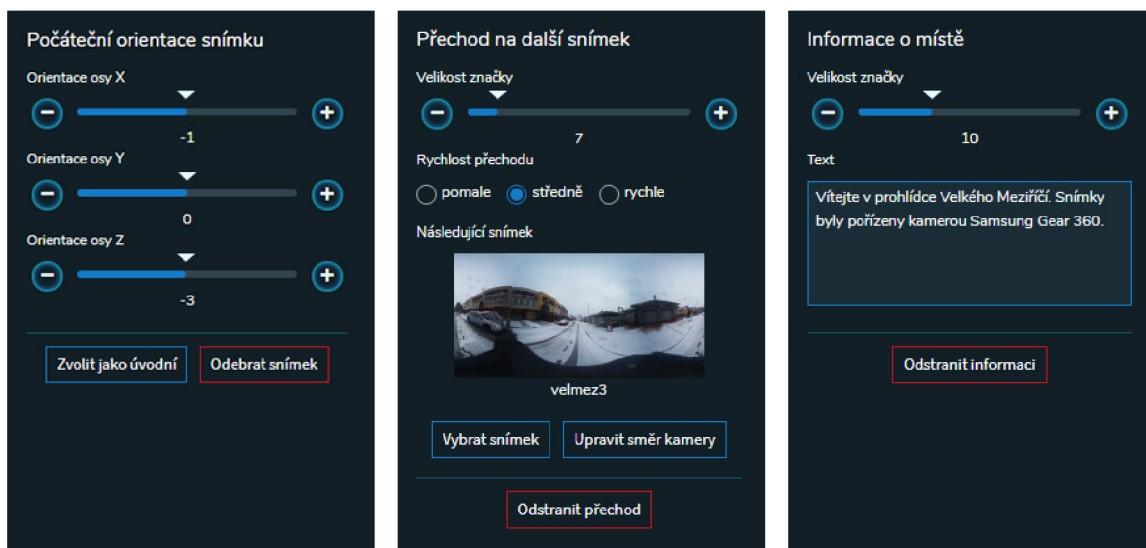 Počáteční orientace snímku
Orientace osy X
-1
Orientace osy Y
0
Orientace osy Z
-3
Zvolit jako úvodní
Odebrat snímek
Přechod na další snímek
Velikost značky
7
Rychlost přechodu
pomale
středně
rychle
Následující snímek
velmez3
Vybrat snímek
Upravit směr kamery
Odstranit přechod
Informace o místě
Velikost značky
10
Text
Vítejte v prohlídce Velkého Meziříčí. Snímky
byly pořízeny kamerou Samsung Gear 360.
Odstranit informaci